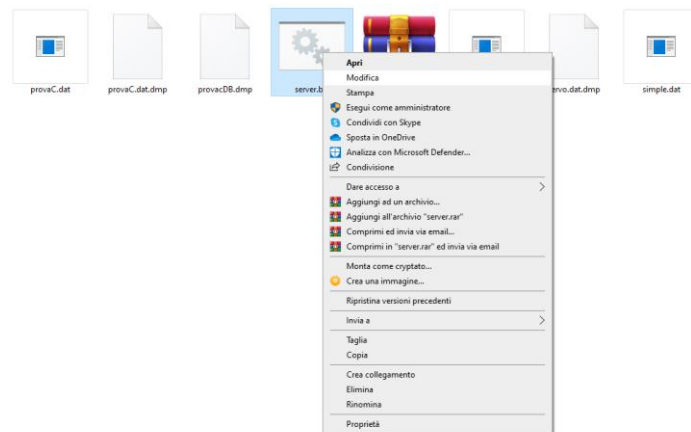 provaC.dat
provaC.dat.dmp
provacDB.dmp
server.b
ervo.dat.dmp
simple.dat
Apri
Modifica
Stampa
Esegui come amministratore
Condividi con Skype
Sposta in OneDrive
Analizza con Microsoft Defender...
Condivisione
Dare accesso a
Aggiungi ad un archivio...
Aggiungi all'archivio "server.rar"
Comprimi ed invia via email...
Comprimi in "server.rar" ed invia via email
Monta come cryptato...
Crea una immagine...
Ripristina versioni precedenti
Invia a
Taglia
Copia
Crea collegamento
Elimina
Rinomina
Proprietà